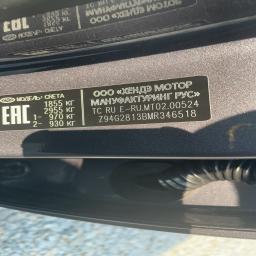 МОДЕЛЬ: CRETA
EAC
1855 КГ
2955 КГ
1- 970 КГ
2- 930 КГ
ООО «ХЕНДЭ МОТОР
МАНУФАКТУРИНГ РУС»
TC RU E-RU.MT02.00524
Z94G2813BMR346518